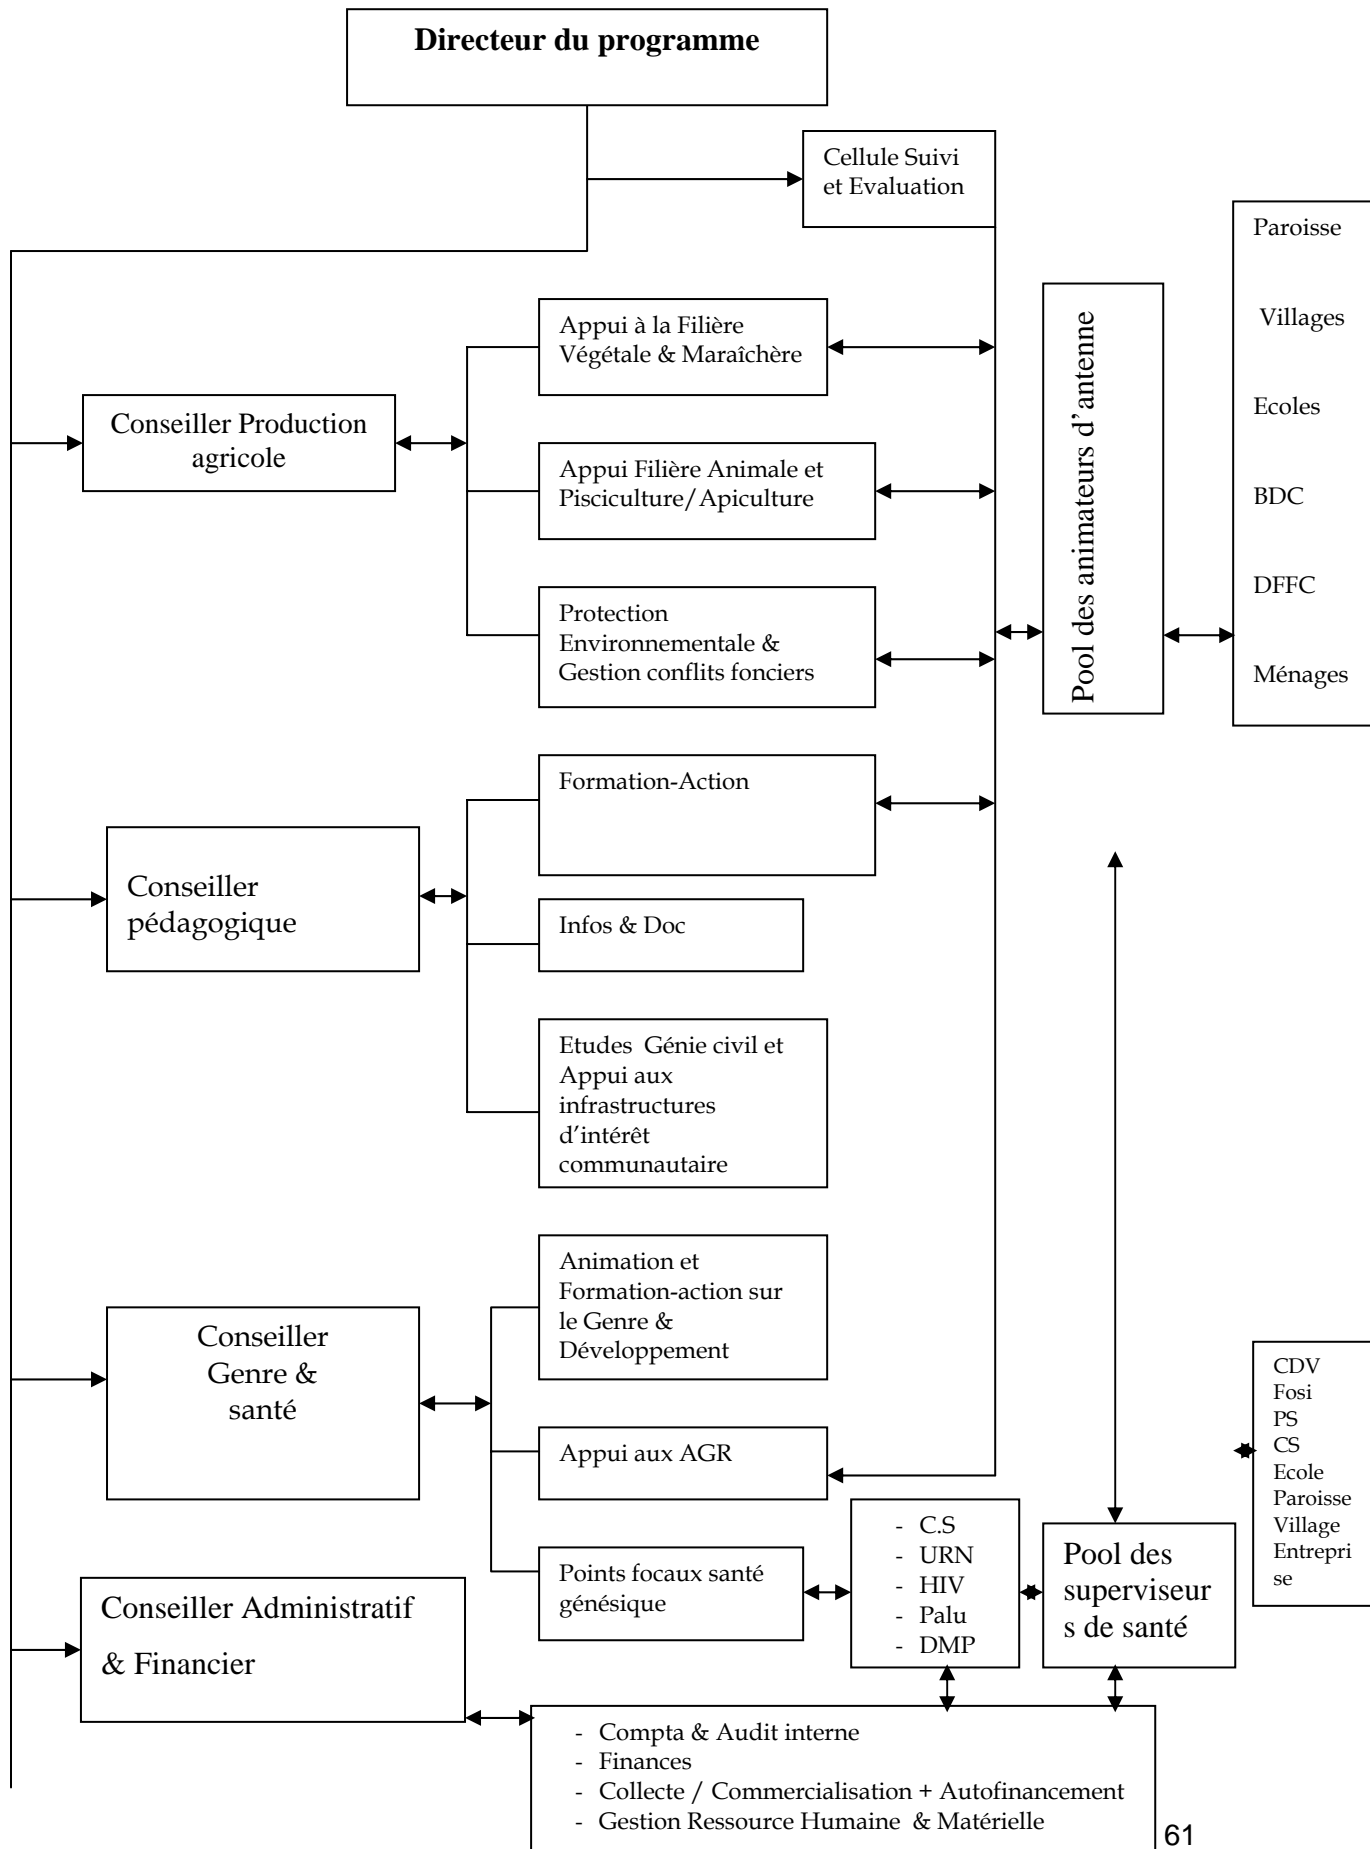 Directeur du programme
Cellule Suivi
et Evaluation
Paroisse
Villages
Ecoles
BDC
DFFC
Ménages
Pool des animateurs d'antenne
Appui à la Filière
Végétale & Maraîchère
Conseiller Production
agricole
Appui Filière Animale et
Pisciculture/Apiculture
Protection
Environnementale &
Gestion conflits fonciers
Formation-Action
Conseiller
pédagogique
Infos & Doc
Etudes Génie civil et
Appui aux
infrastructures
d'intérêt
communautaire
Animation et
Formation-action sur
le Genre &
Développement
Conseiller
Genre &
santé
Appui aux AGR
Points focaux santé
génésique
- C.S
- URN
- HIV
- Palu
- DMP
Pool des
superviseur
s de santé
CDV
Fosi
PS
CS
Ecole
Paroisse
Village
Entrepri
se
Conseiller Administratif
& Financier
- Compta & Audit interne
- Finances
- Collecte / Commercialisation + Autofinancement
- Gestion Ressource Humaine & Matérielle
61